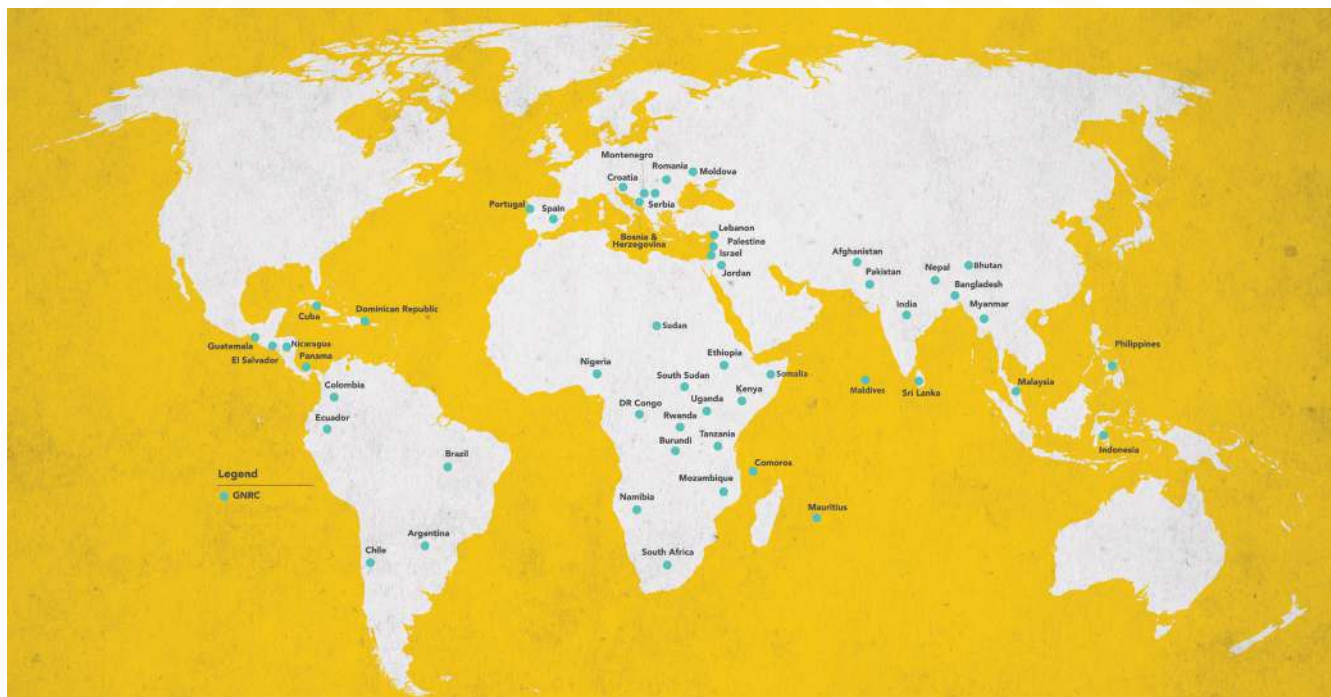 Montenegro
Romania
Moldova
Croatia
Portugal
Spain
Serbia
Bosnia &
Herzegovina
Lebanon
Palestine
Israel
Jordan
Afghanistan
Pakistan
Nepal
Bhutan
Bangladesh
India
Myanmar
Cuba
Dominican Republic
Guatemala
Nicaragus
El Salvador
Panama
Colombia
Ecuador
Brazil
Argentina
Chile
Sudan
Ethiopia
Nigeria
Somalia
South Sudan
Kenya
DR Congo
Uganda
Rwanda
Burundi
Tanzania
Comoros
Mozambique
Namibia
Mauritius
South Africa
Maldives
Sri Lanka
Malaysia
Philippines
Indonesia
Legend
GNRC